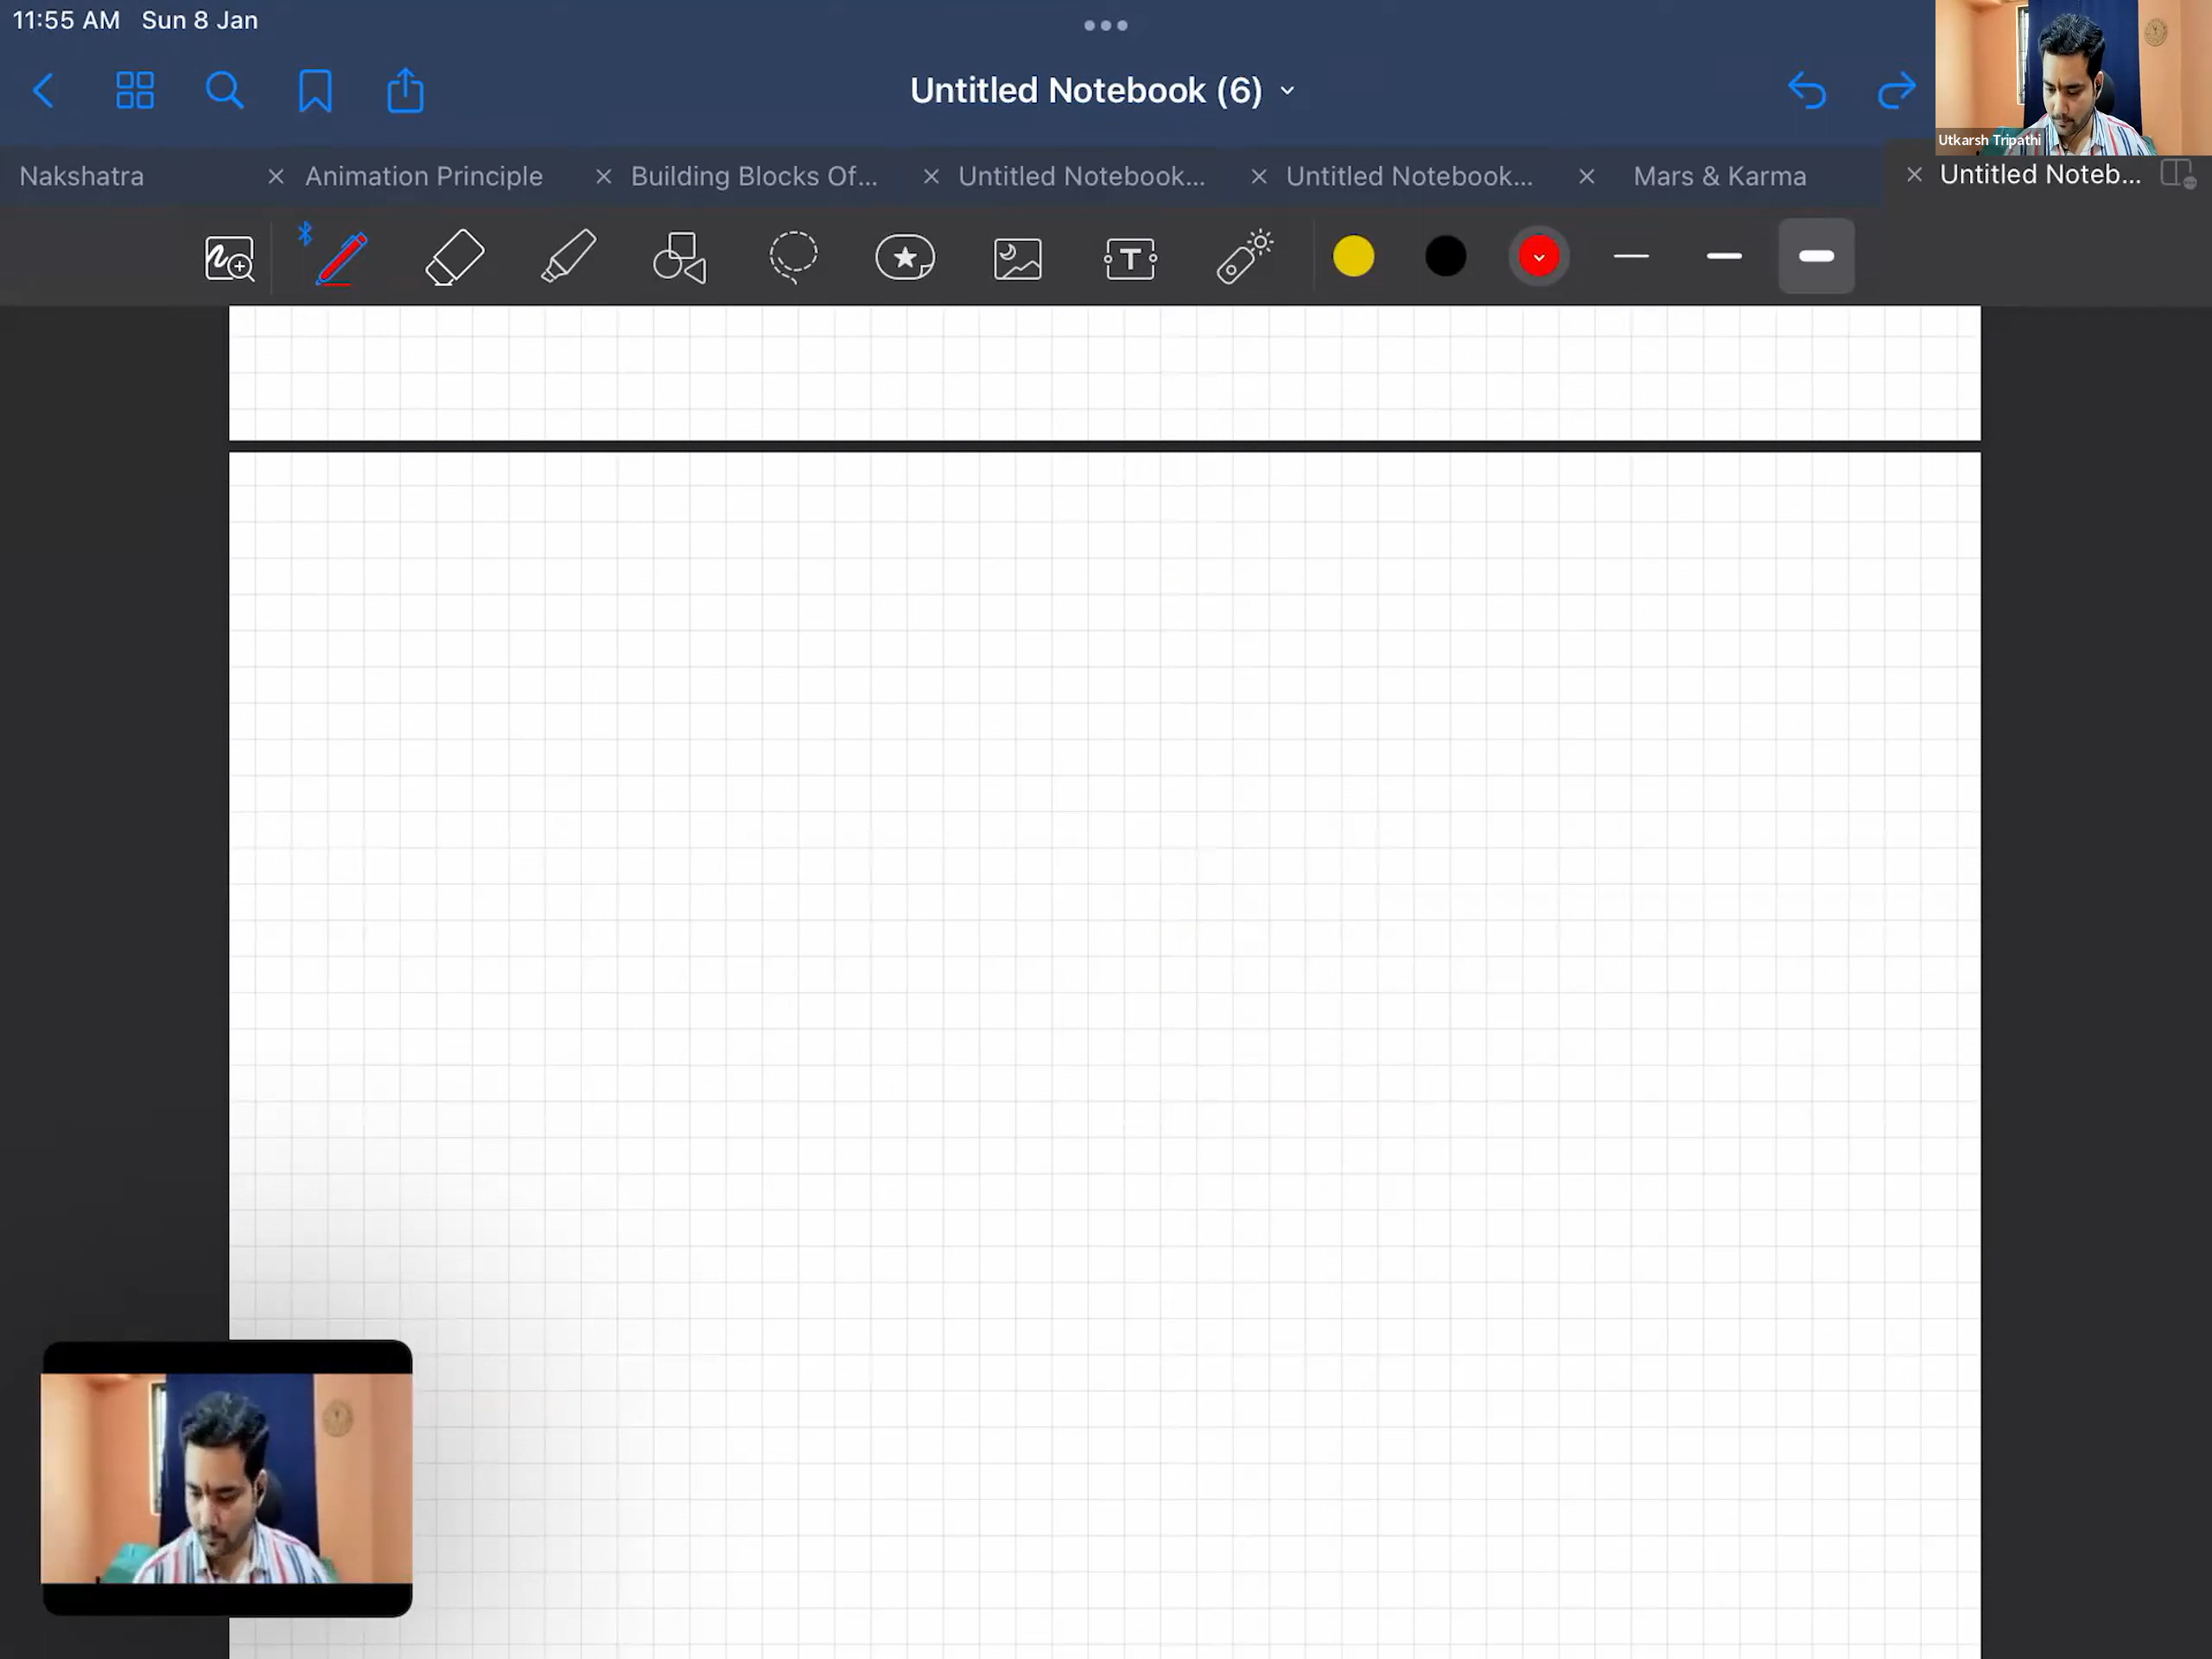 11:55 AM Sun 8 Jan
Untitled Notebook (6)
Utkarsh Tripathi
Nakshatra
Animation Principle
Building Blocks Of...
Untitled Notebook...
Untitled Notebook...
Mars & Karma
Untitled Noteb...
T